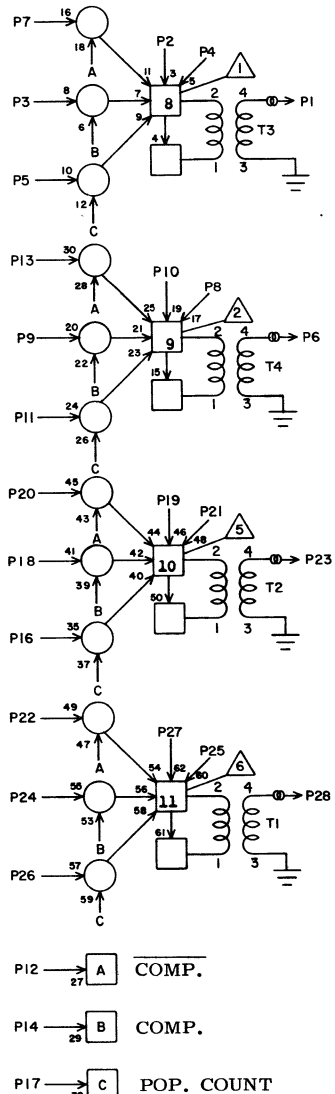 P7 16
18 A
P2 P4
11 3 5 1
P3 8 7 8 2 4 P1
6 9 4 T3
B 1 3
P5 10
12
C
P13 30
28 A
P10 P8
25 19 17 2
P9 20 21 9 2 4 P6
22 23 15 T4
B 1 3
P11 24
26
C
P20 45
43 A
P19 P21
44 46 48 5
P18 41 42 10 2 4 P23
39 40 50 T2
B 1 3
P16 35
37
C
P22 49
47 A
P27 P25
54 62 60 6
P24 55 56 11 2 4 P28
53 58 61 T1
B 1 3
P26 57
59
C
P12 27 A COMP.
P14 29 B COMP.
P17 C POP. COUNT